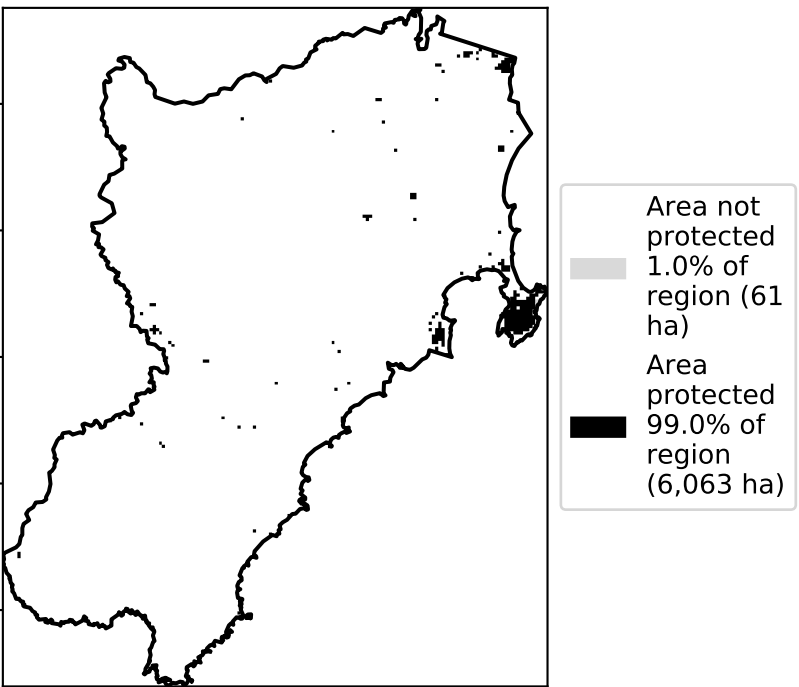 Area not
protected
1.0% of
region (61
ha)
Area
protected
99.0% of
region
(6,063 ha)